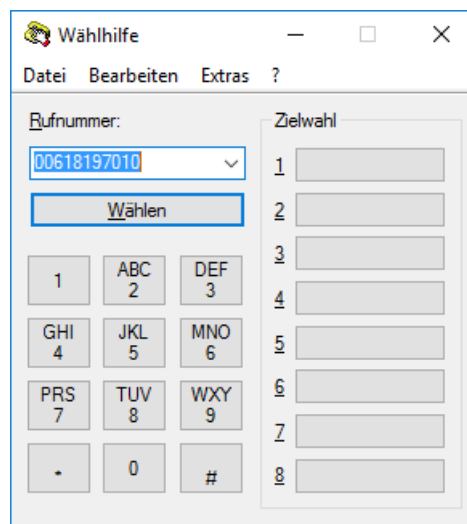 Wählhilfe
Datei Bearbeiten Extras ?
Rufnummer:
00618197010
Wählen
1
ABC
2
DEF
3
GHI
4
JKL
5
MNO
6
PRS
7
TUV
8
WXY
9
*
0
#
Zielwahl
1
2
3
4
5
6
7
8